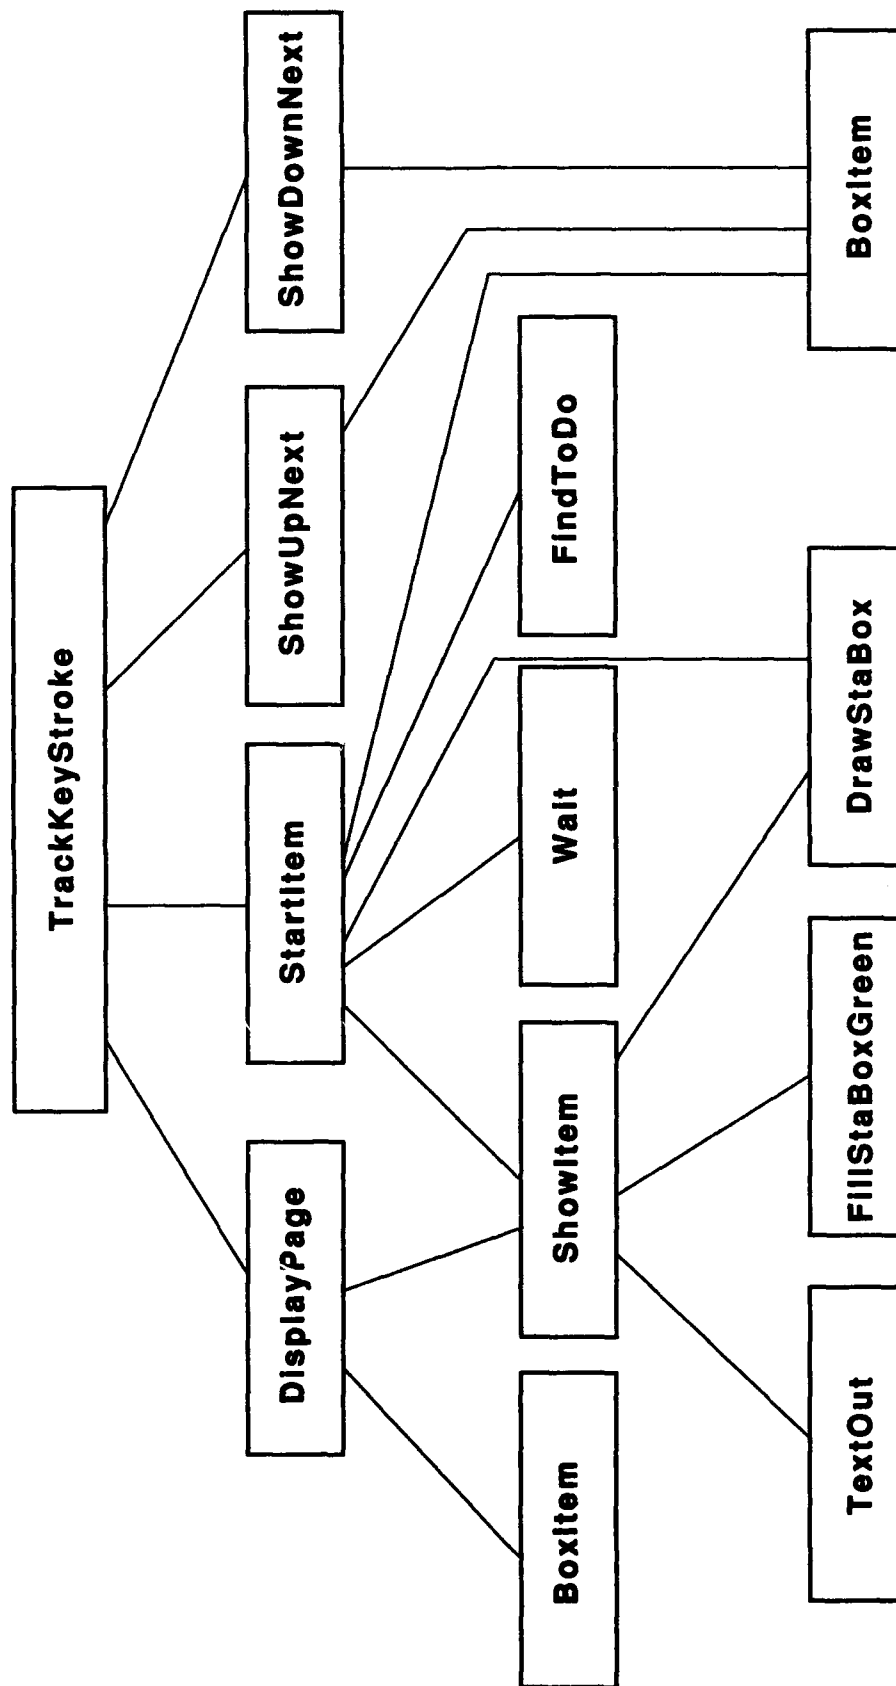 TrackKeyStroke
DisplayPage
StartItem
ShowUpNext
ShowDownNext
BoxItem
ShowItem
Wait
FindToDo
TextOut
FillStaBoxGreen
DrawStaBox
BoxItem